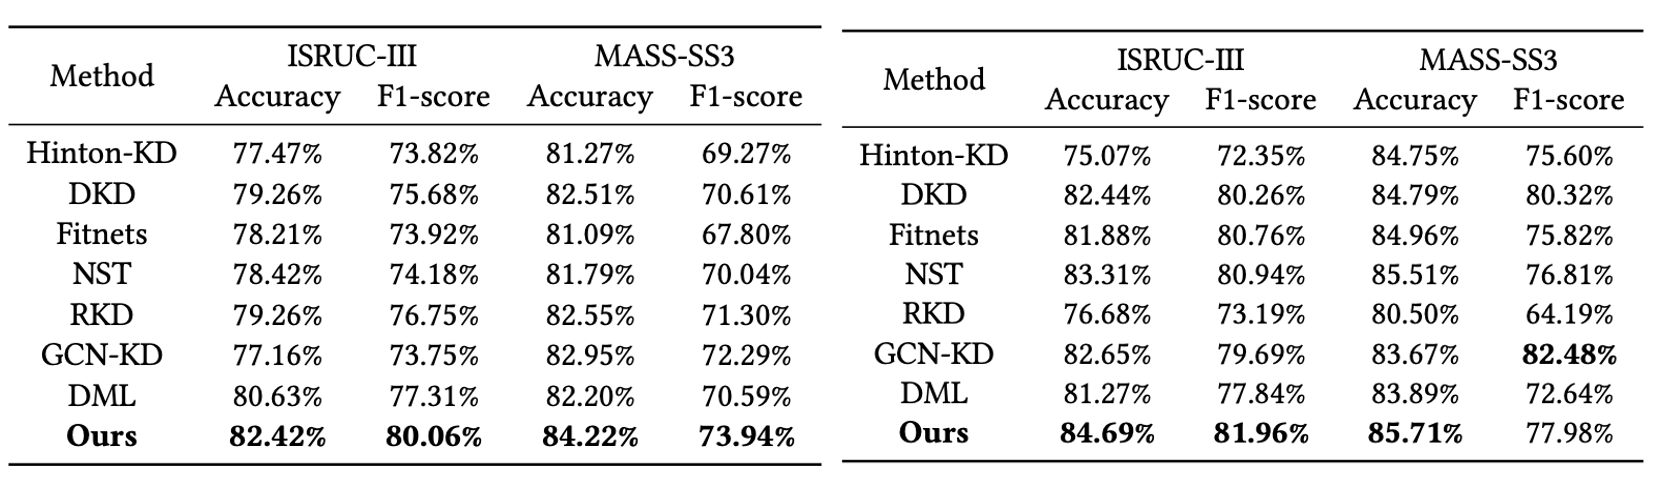 Method ISRUC-III MASS-SS3
Accuracy F1-score Accuracy F1-score
Hinton-KD 77.47% 73.82% 81.27% 69.27%
DKD 79.26% 75.68% 82.51% 70.61%
Fitnets 78.21% 73.92% 81.09% 67.80%
NST 78.42% 74.18% 81.79% 70.04%
RKD 79.26% 76.75% 82.55% 71.30%
GCN-KD 77.16% 73.75% 82.95% 72.29%
DML 80.63% 77.31% 82.20% 70.59%
Ours 82.42% 80.06% 84.22% 73.94%
Method ISRUC-III MASS-SS3
Accuracy F1-score Accuracy F1-score
Hinton-KD 75.07% 72.35% 84.75% 75.60%
DKD 82.44% 80.26% 84.79% 80.32%
Fitnets 81.88% 80.76% 84.96% 75.82%
NST 83.31% 80.94% 85.51% 76.81%
RKD 76.68% 73.19% 80.50% 64.19%
GCN-KD 82.65% 79.69% 83.67% 82.48%
DML 81.27% 77.84% 83.89% 72.64%
Ours 84.69% 81.96% 85.71% 77.98%